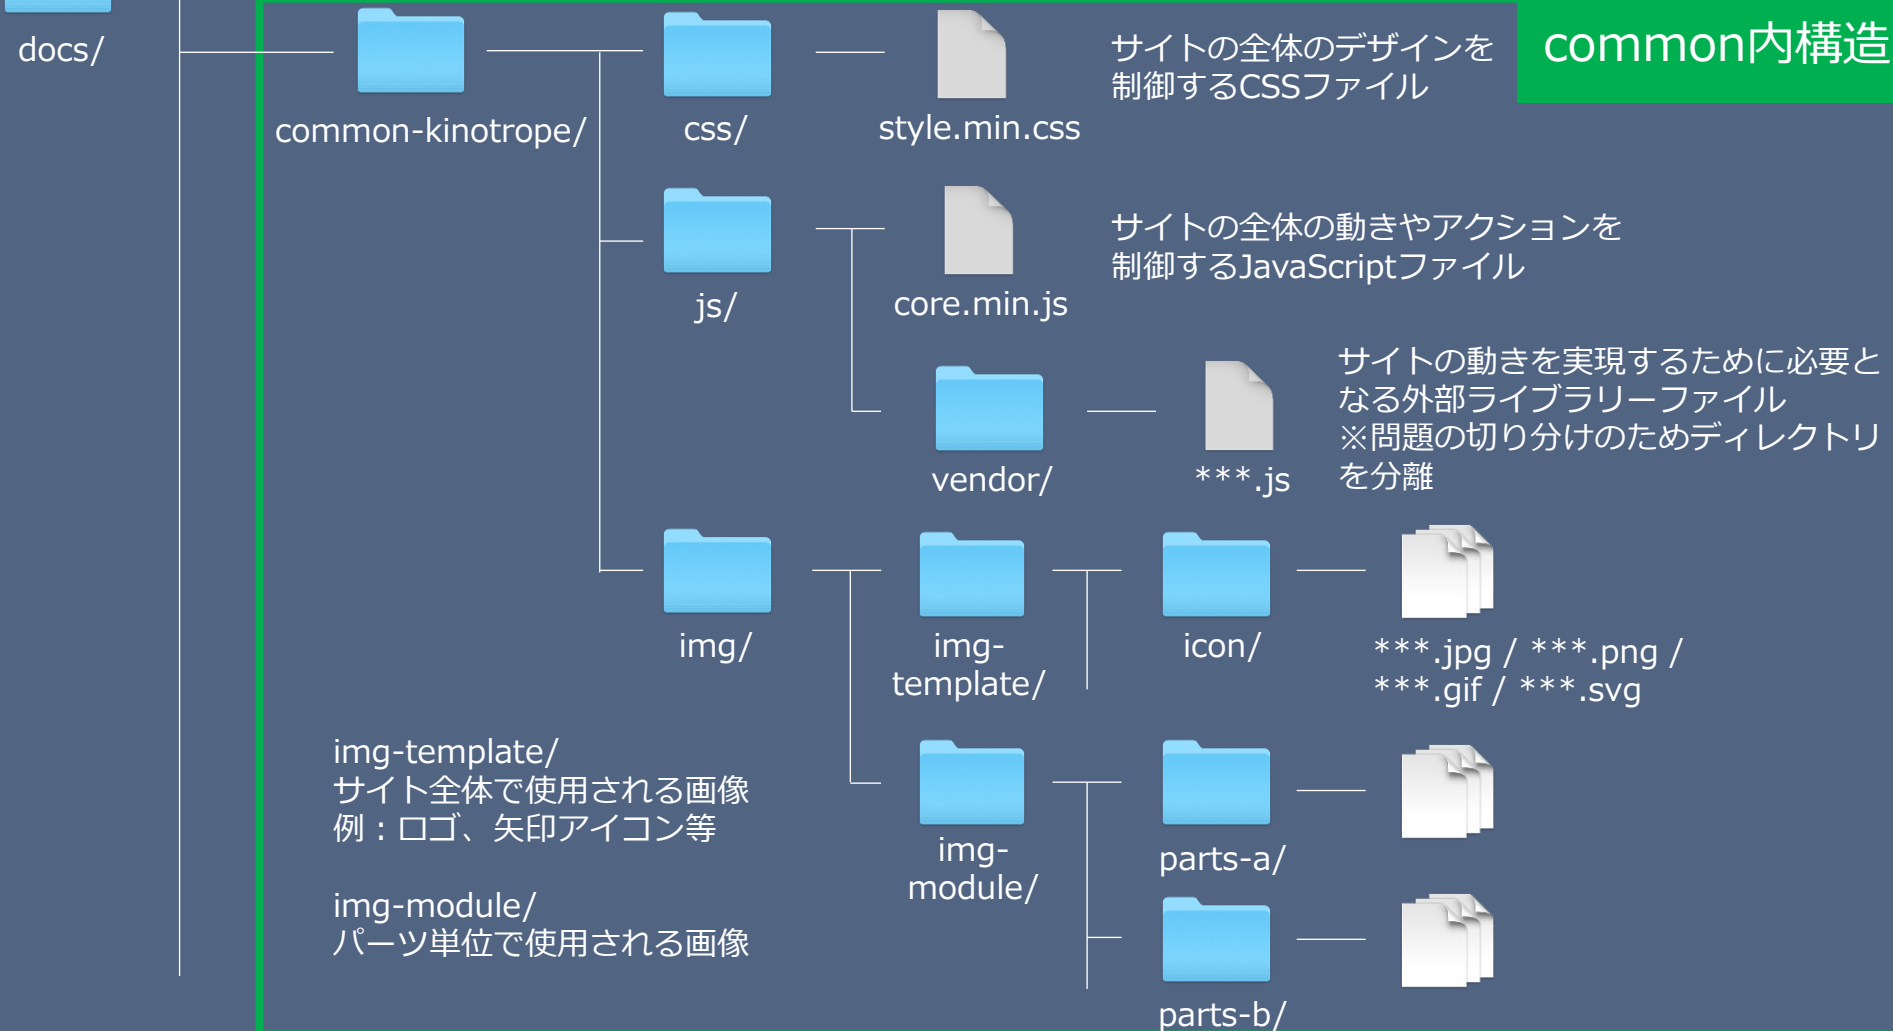 docs/
common内構造
common-kinotrope/
css/
style.min.css
サイトの全体のデザインを
制御するCSSファイル
js/
core.min.js
サイトの全体の動きやアクションを
制御するJavaScriptファイル
vendor/
***.js
サイトの動きを実現するために必要と
なる外部ライブラリーファイル
※問題の切り分けのためディレクトリ
を分離
img/
img-
template/
icon/
***.jpg / ***.png /
***.gif / ***.svg
img-
module/
parts-a/
parts-b/
img-template/
サイト全体で使用される画像
例：ロゴ、矢印アイコン等
img-module/
パーツ単位で使用される画像